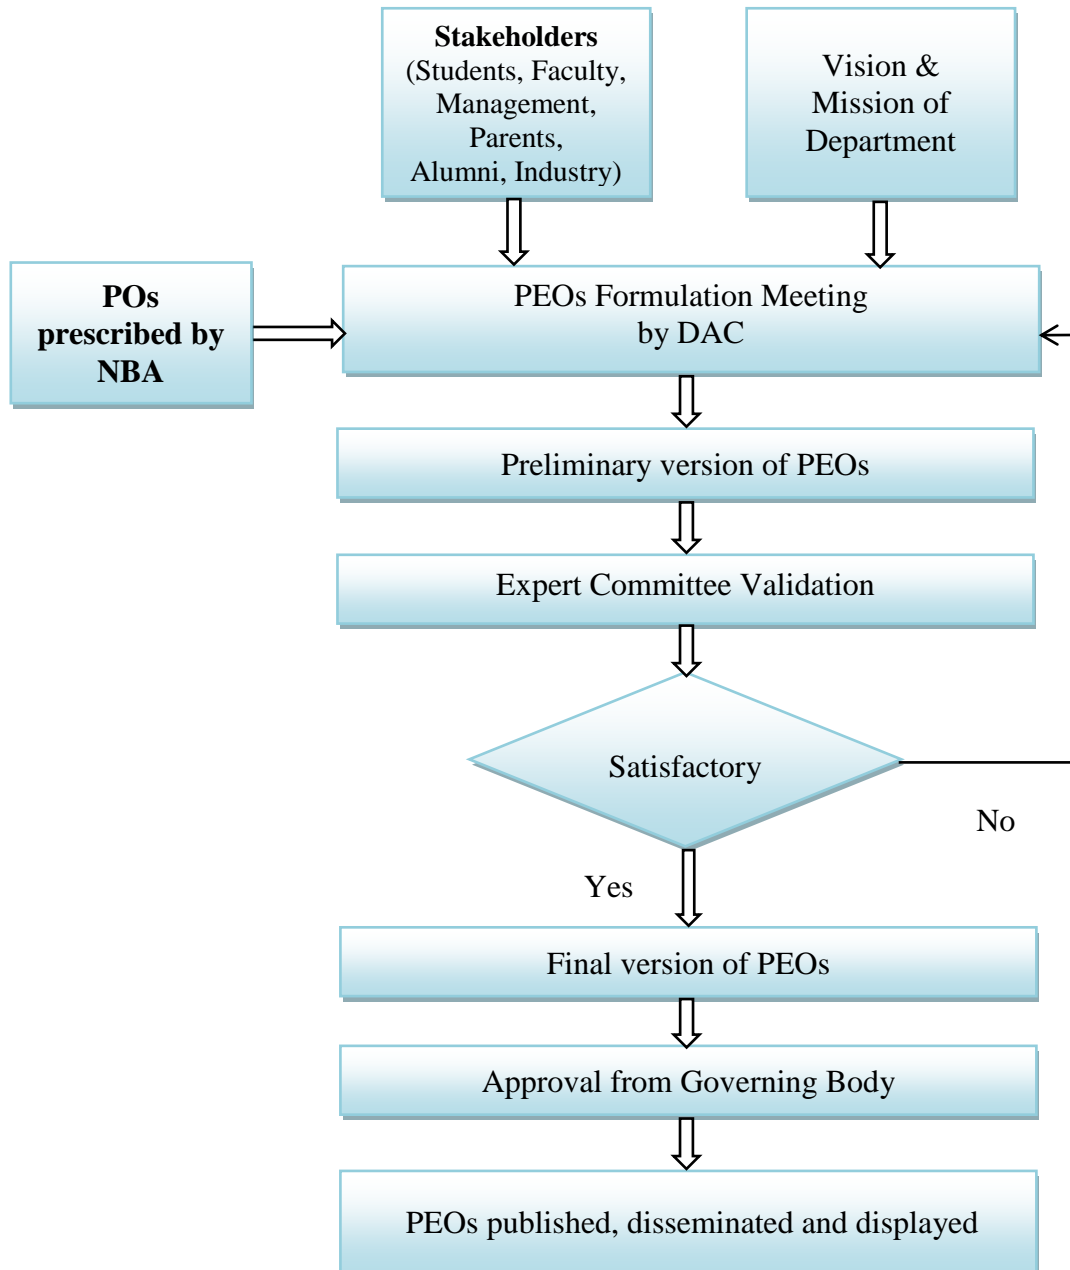 Stakeholders
(Students, Faculty,
Management,
Parents,
Alumni, Industry)
Vision &
Mission of
Department
POs
prescribed by
NBA
PEOs Formulation Meeting
by DAC
Preliminary version of PEOs
Expert Committee Validation
Satisfactory
No
Yes
Final version of PEOs
Approval from Governing Body
PEOs published, disseminated and displayed